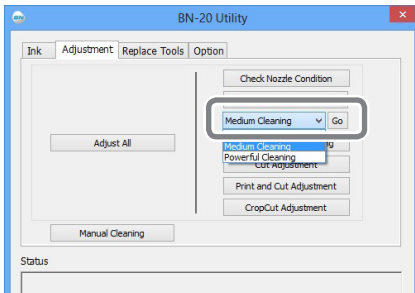 BN-20 Utility
Ink Adjustment Replace Tools Option
Check Nozzle Condition
Medium Cleaning Go
Medium Cleaning
Powerful Cleaning
Adjust All
Cut Adjustment
Print and Cut Adjustment
CropCut Adjustment
Manual Cleaning
Status